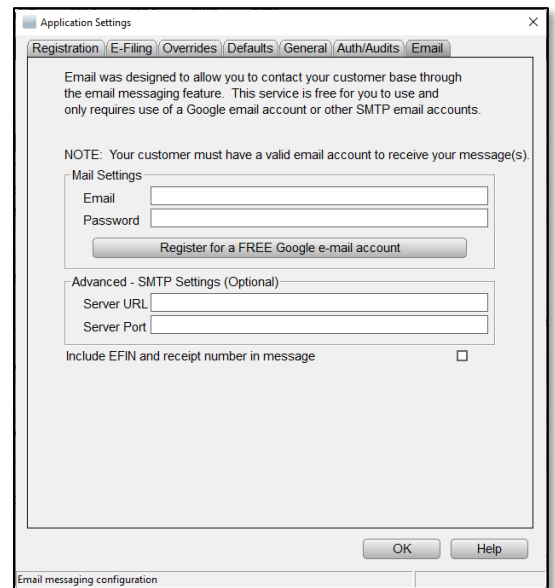 Application Settings
Registration E-Filing Overrides Defaults General Auth/Audits Email
Email was designed to allow you to contact your customer base through
the email messaging feature. This service is free for you to use and
only requires use of a Google email account or other SMTP email accounts.
NOTE: Your customer must have a valid email account to receive your message(s).
Mail Settings
Email
Password
Register for a FREE Google e-mail account
Advanced - SMTP Settings (Optional)
Server URL
Server Port
Include EFIN and receipt number in message
OK Help
Email messaging configuration